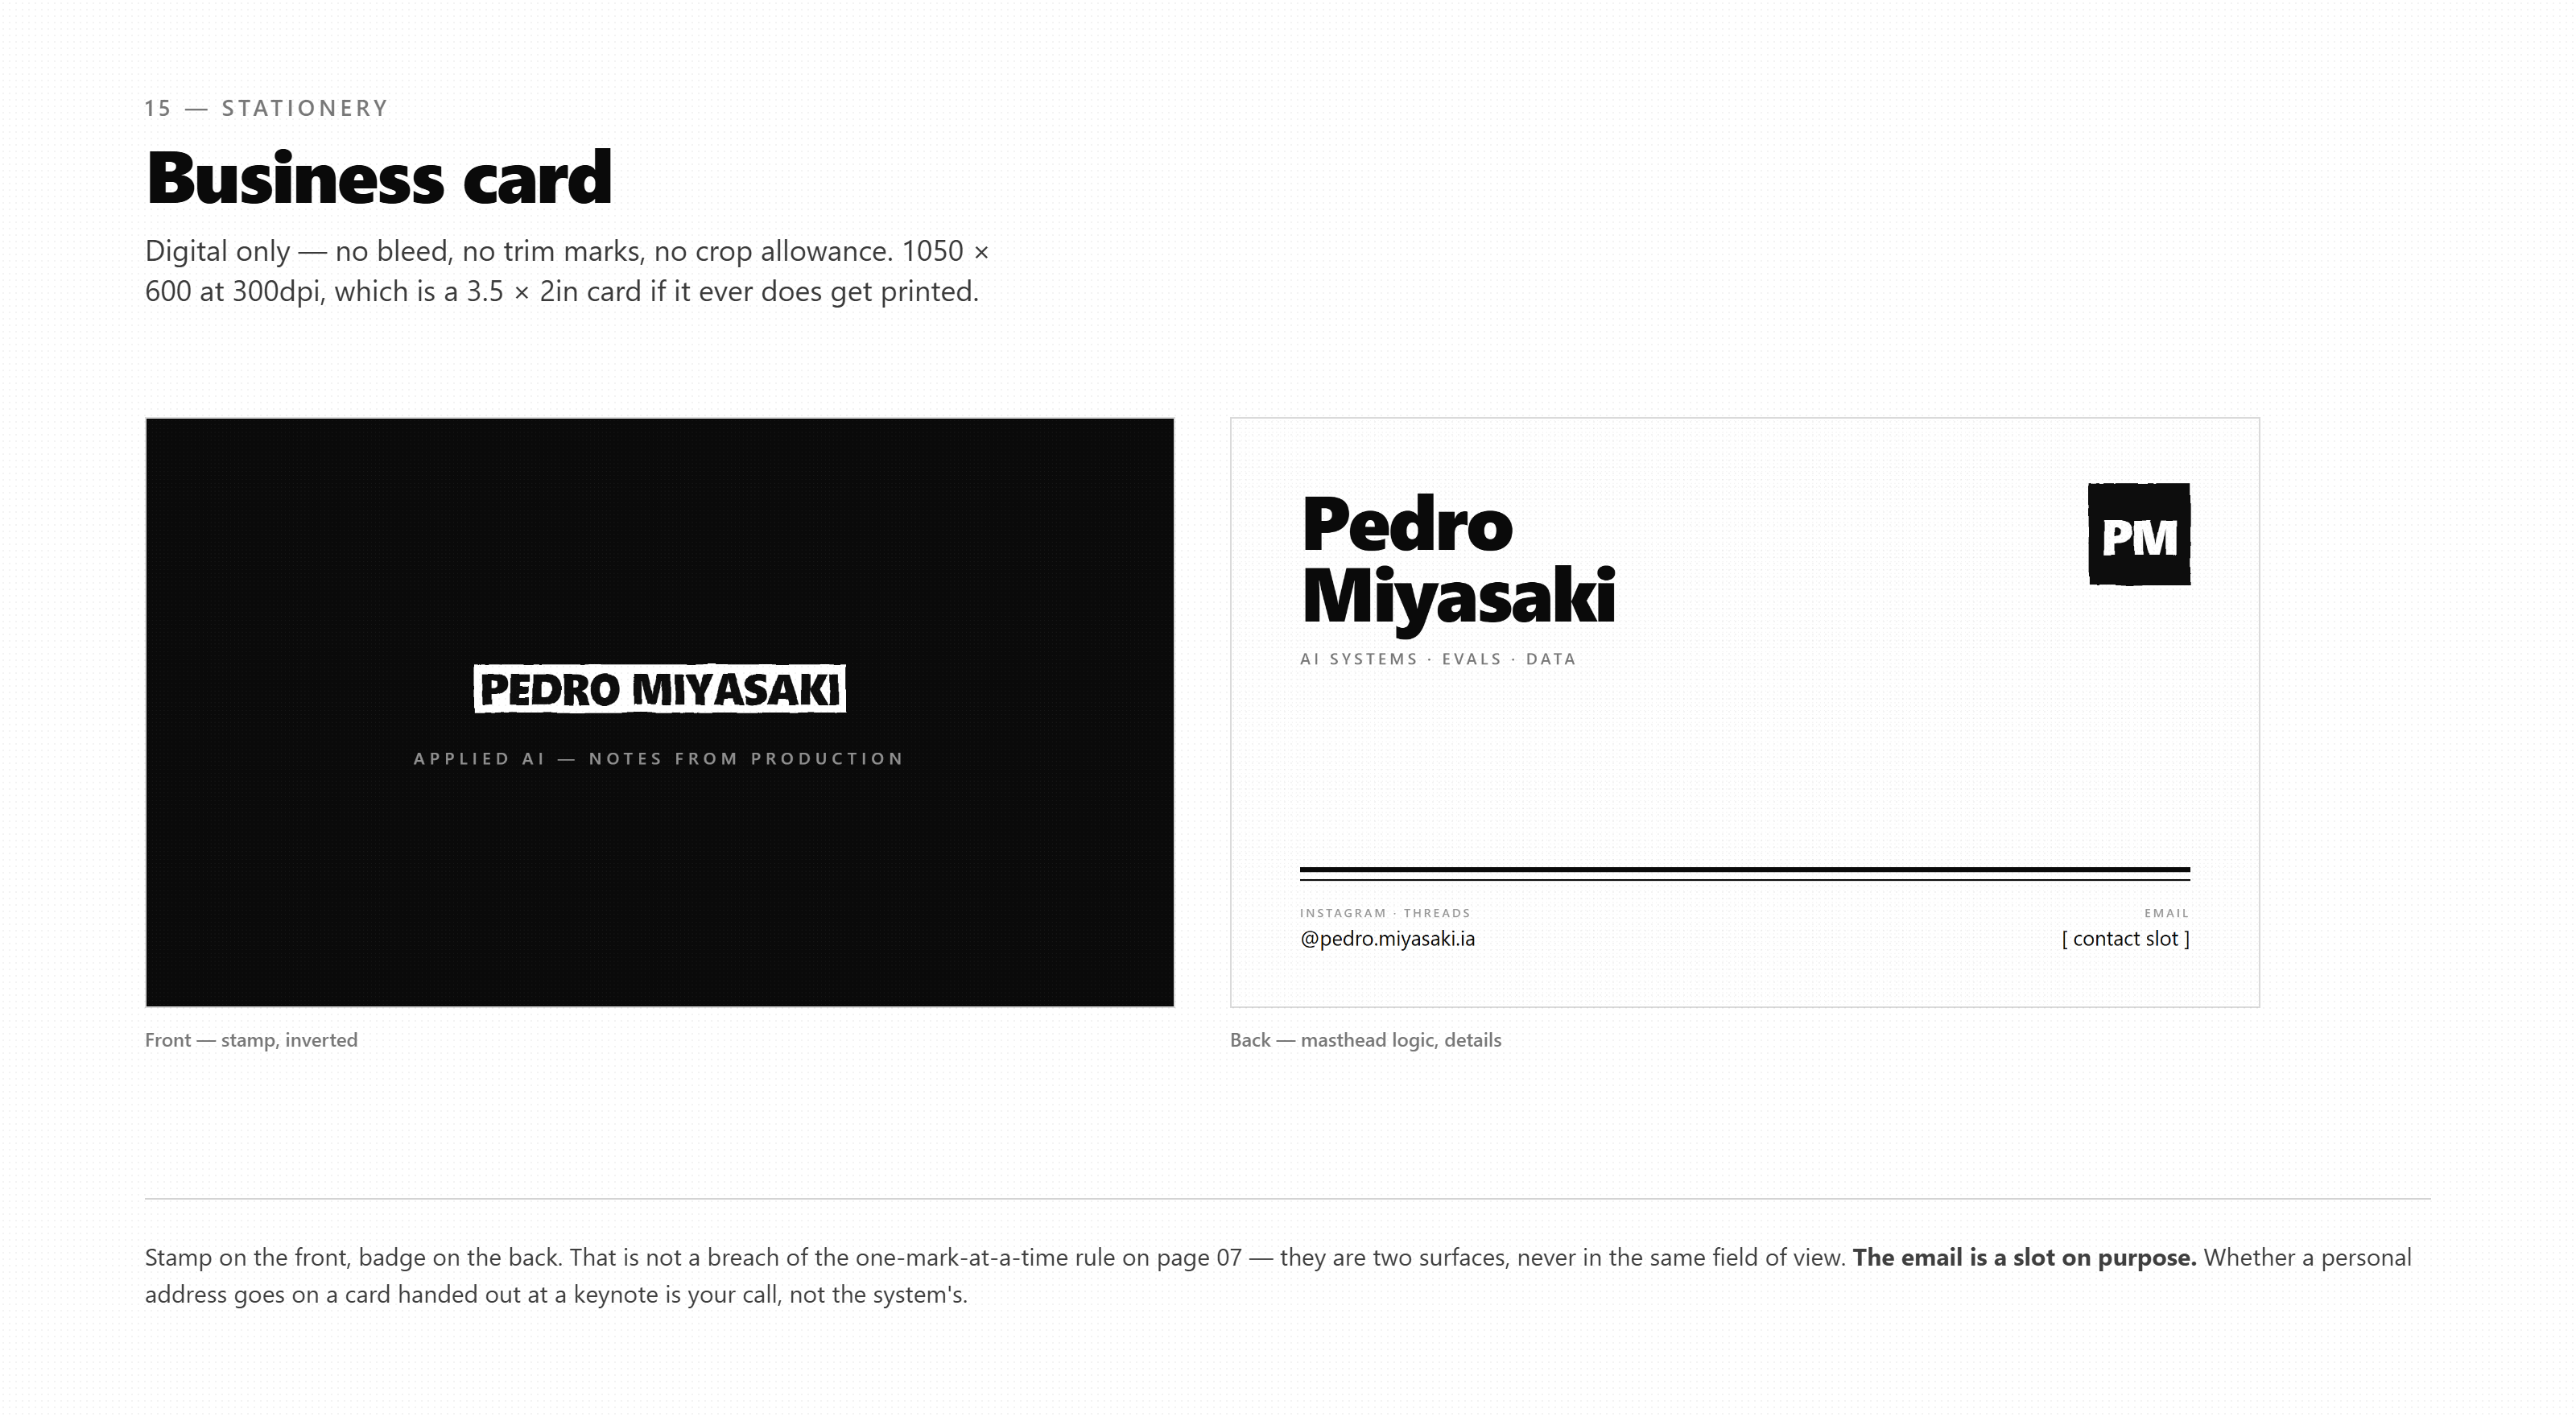 15 — STATIONERY
Business card
Digital only — no bleed, no trim marks, no crop allowance. 1050 ×
600 at 300dpi, which is a 3.5 × 2in card if it ever does get printed.
PEDRO MIYASAKI
APPLIED AI — NOTES FROM PRODUCTION
Front — stamp, inverted
Pedro
Miyasaki
PM
AI SYSTEMS · EVALS · DATA
INSTAGRAM · THREADS
@pedro.miyasaki.ia
EMAIL
[ contact slot ]
Back — masthead logic, details
Stamp on the front, badge on the back. That is not a breach of the one-mark-at-a-time rule on page 07 — they are two surfaces, never in the same field of view. The email is a slot on purpose. Whether a personal
address goes on a card handed out at a keynote is your call, not the system's.